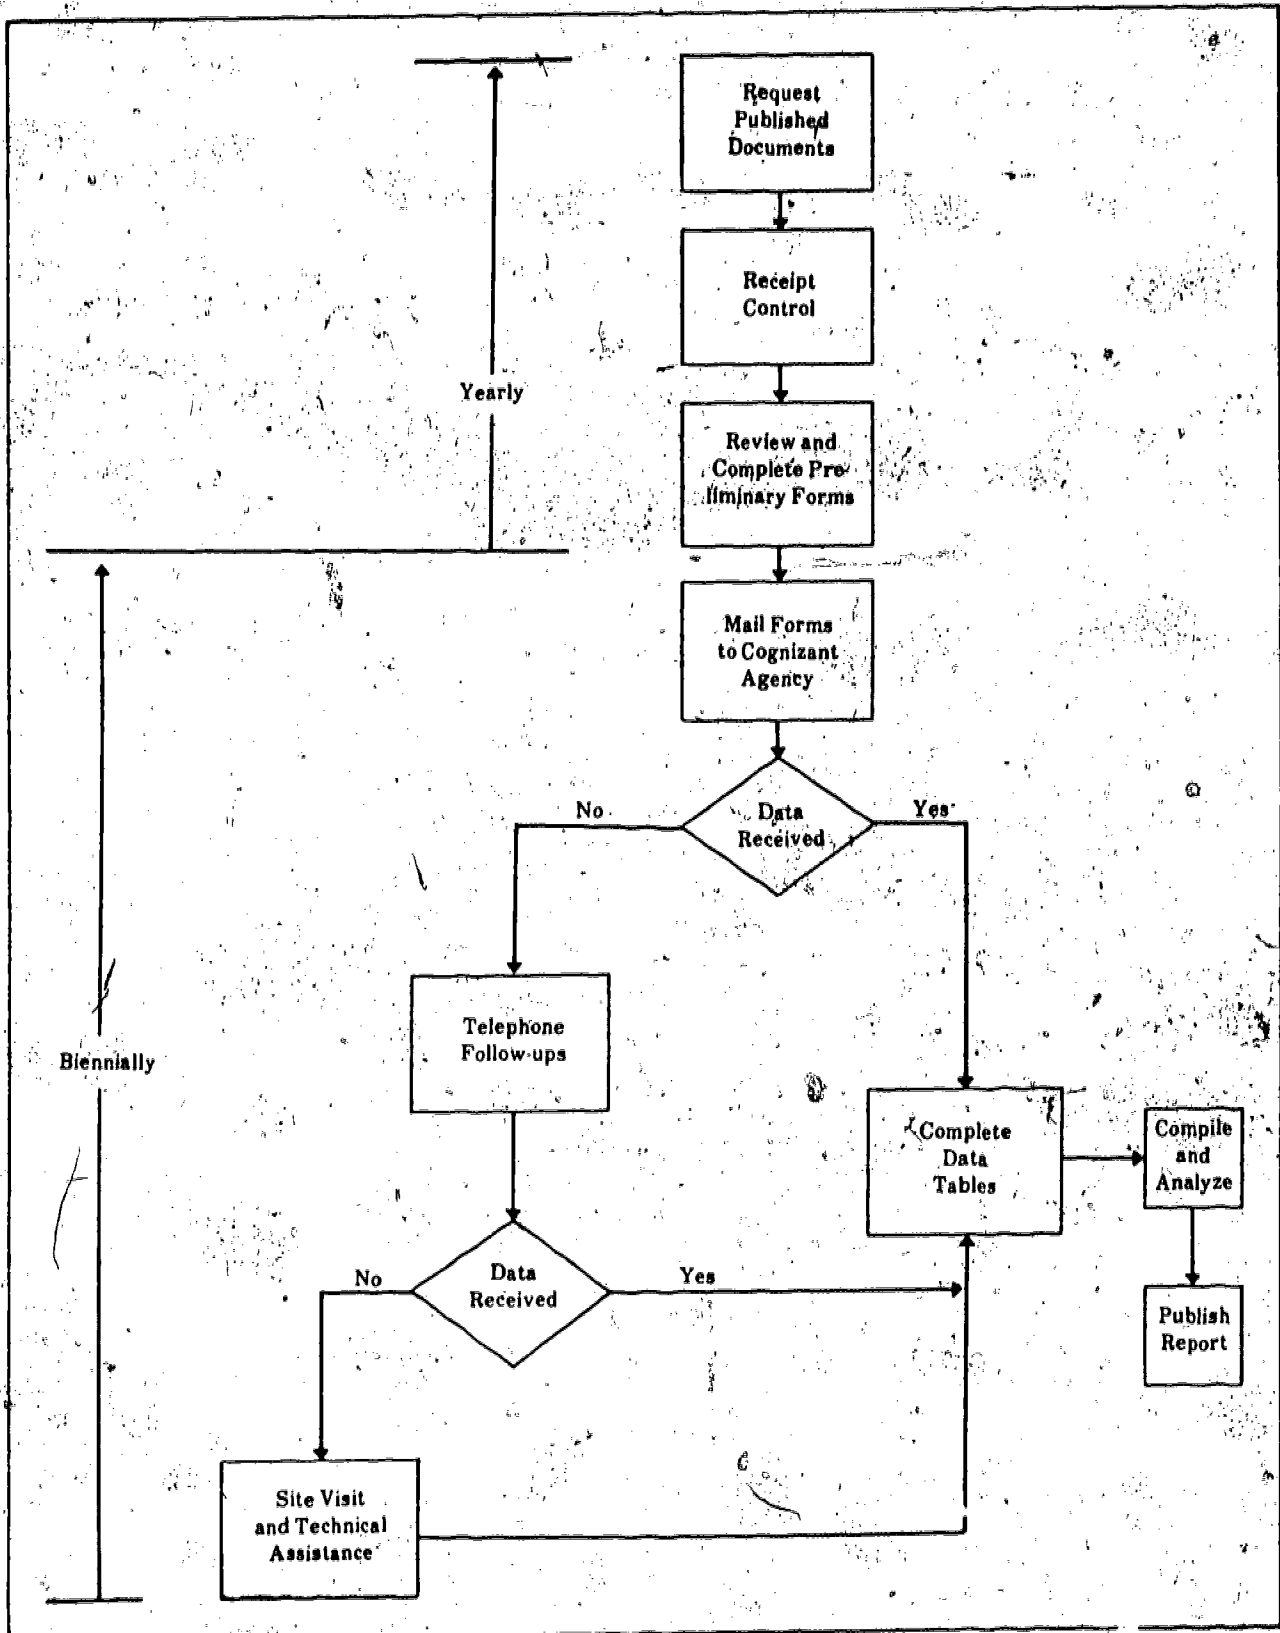 Request
Published
Documents
Receipt
Control
Yearly
Review and
Complete Pre-
liminary Forms
Mail Forms
to Cognizant
Agency
No
Data
Received
Yes
Telephone
Follow-ups
Biennially
Complete
Data
Tables
Compile
and
Analyze
No
Data
Received
Yes
Publish
Report
Site Visit
and Technical
Assistance